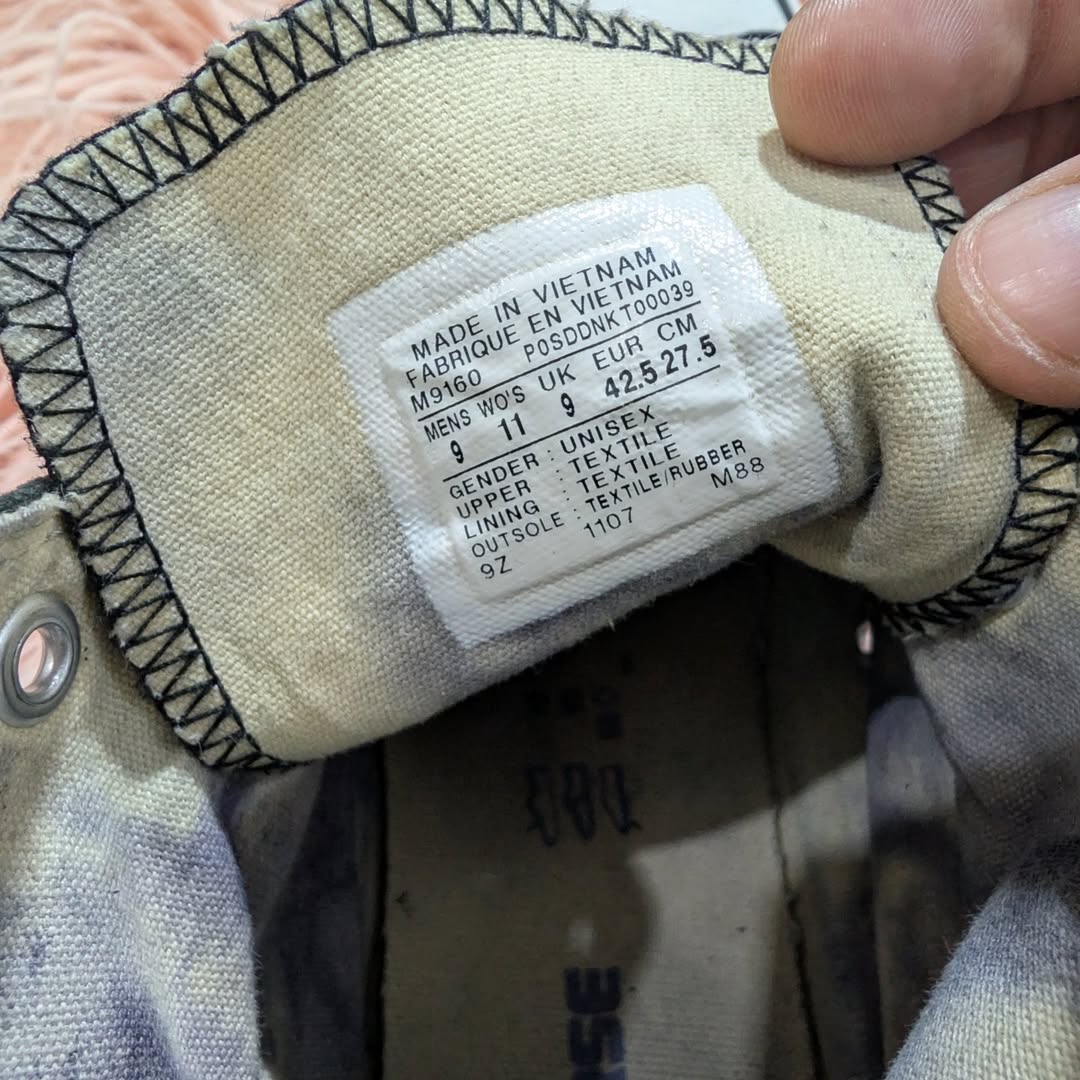 MADE IN VIETNAM
FABRIQUE EN VIETNAM
M9160 POSDDNKT00039
MENS WO'S UK EUR CM
9 11 9 42.5 27.5
GENDER : UNISEX
UPPER : TEXTILE
LINING : TEXTILE
OUTSOLE : TEXTILE/RUBBER
9Z 1107 M88